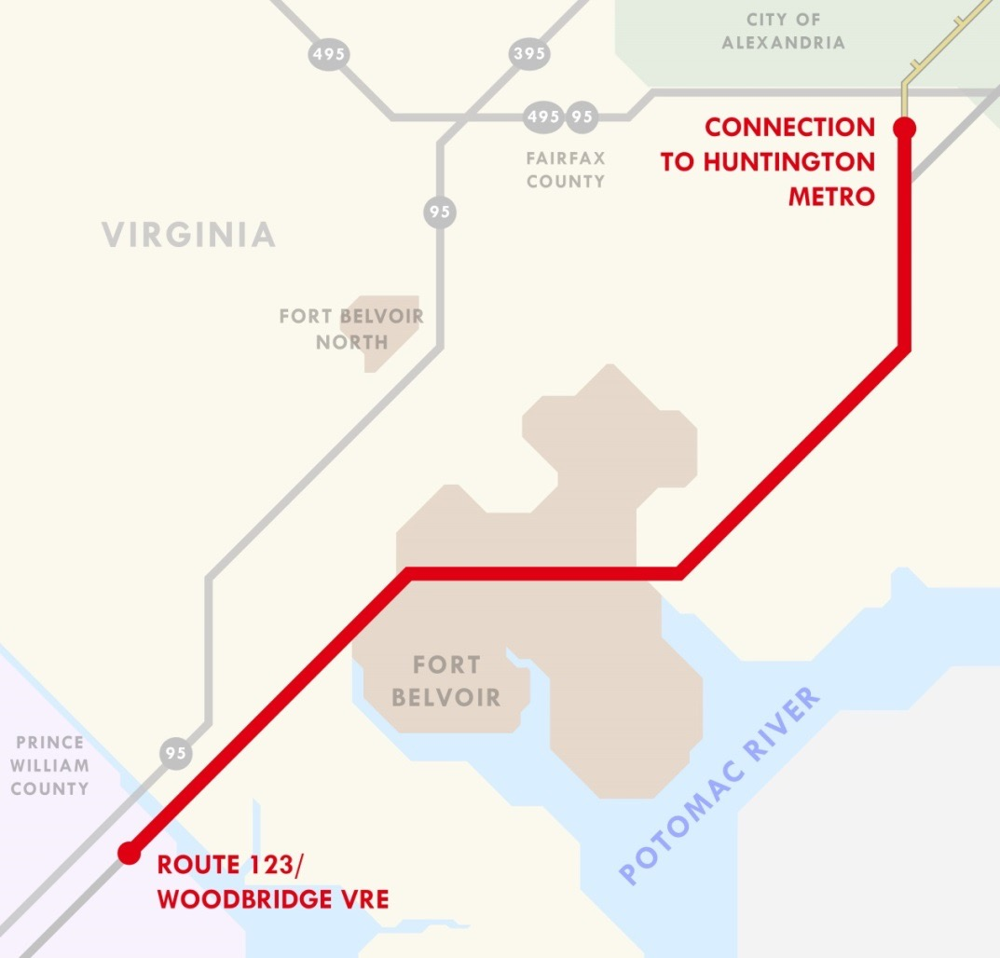 CITY OF
ALEXANDRIA
495
395
495
95
CONNECTION
TO HUNTINGTON
METRO
FAIRFAX
COUNTY
95
VIRGINIA
FORT BELVOIR
NORTH
FORT
BELVOIR
POTOMAC RIVER
PRINCE
WILLIAM
COUNTY
95
ROUTE 123/
WOODBRIDGE VRE